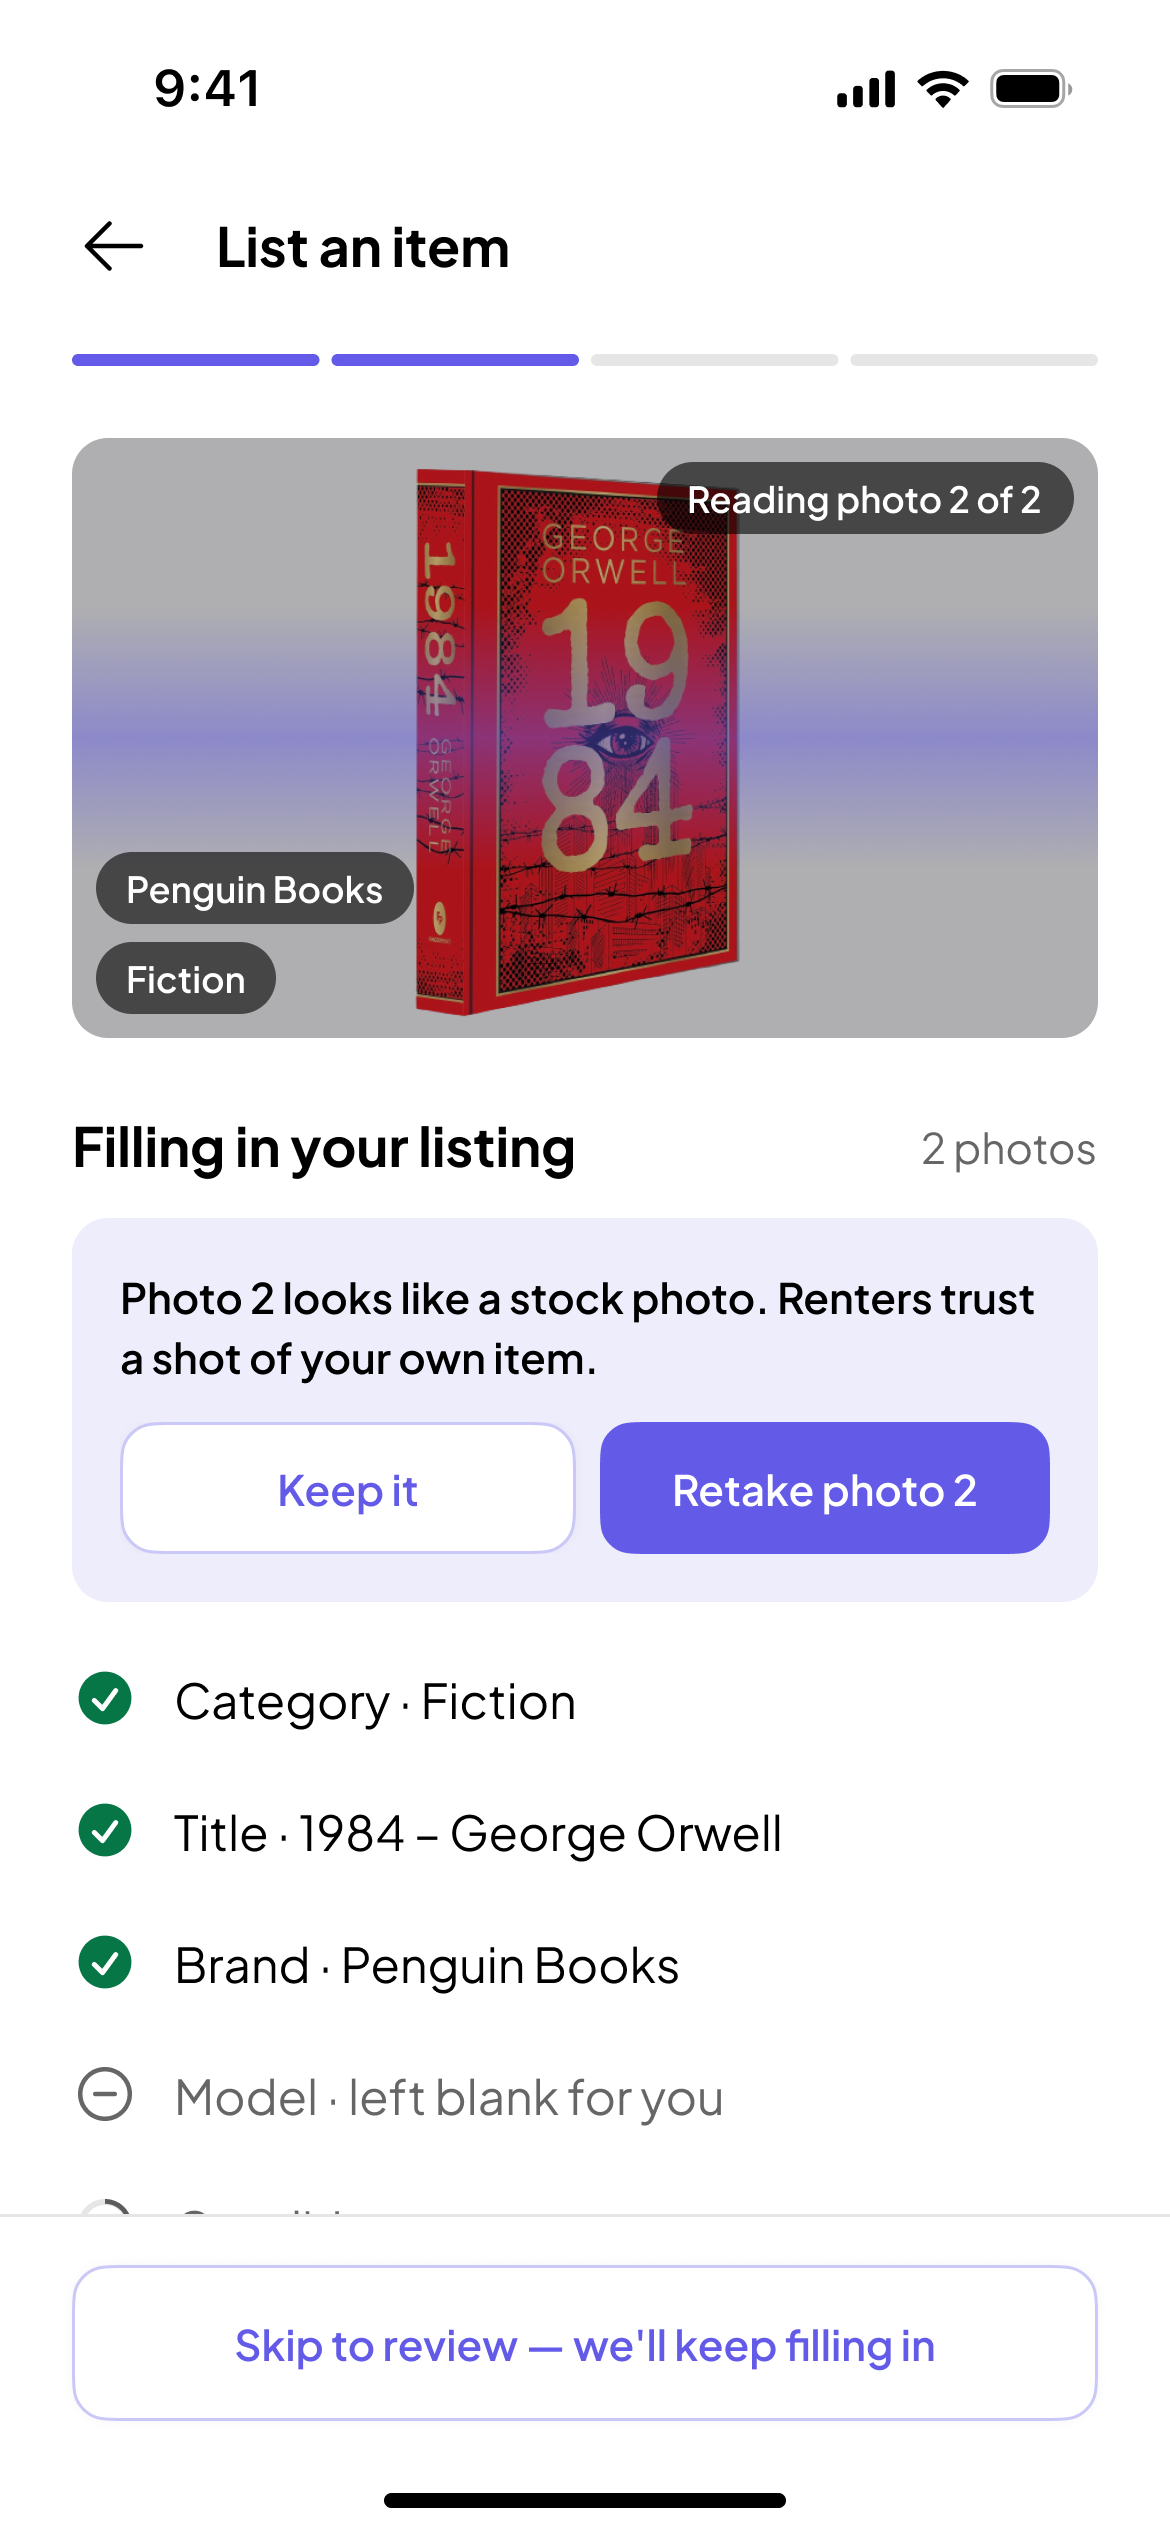 9:41
List an item
Reading photo 2 of 2
GEORGE
ORWELL
19
84
1984
GEORGE
ORWELL
Penguin Books
Fiction
Filling in your listing
2 photos
Photo 2 looks like a stock photo. Renters trust
a shot of your own item.
Keep it
Retake photo 2
Category · Fiction
Title · 1984 – George Orwell
Brand · Penguin Books
Model · left blank for you
Skip to review — we'll keep filling in